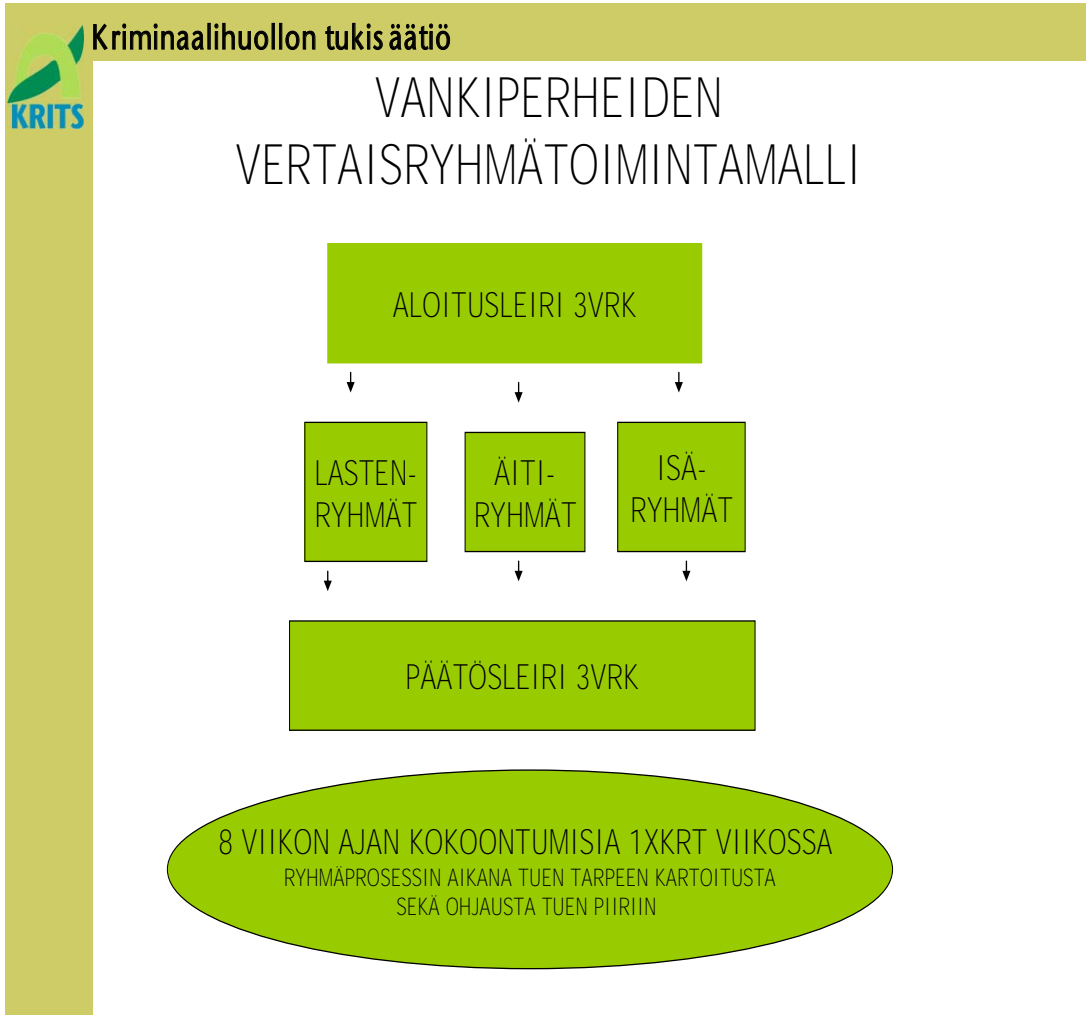 Kriminaalihuollon tukisäätiö
KRITS
VANKIPERHEIDEN
VERTAISRYHMÄTOIMINTAMALLI
ALOITUSLEIRI 3VRK
LASTEN-
RYHMÄT
ÄITI-
RYHMÄT
ISÄ-
RYHMÄT
PÄÄTÖSLEIRI 3VRK
8 VIIKON AJAN KOKOONTUMISIA 1XKRT VIIKOSSA
RYHMÄPROSESSIN AIKANA TUEN TARPEEN KARTOITUSTA
SEKÄ OHJAUSTA TUEN PIIRIIN